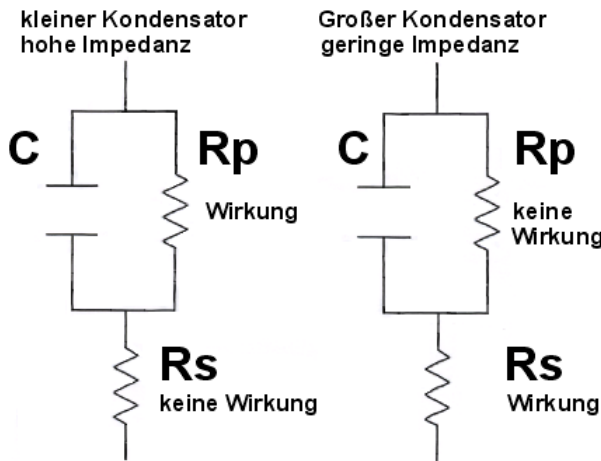 kleiner Kondensator
hohe Impedanz
C
Rp
Wirkung
Rs
keine Wirkung
Großer Kondensator
geringe Impedanz
C
Rp
keine
Wirkung
Rs
Wirkung